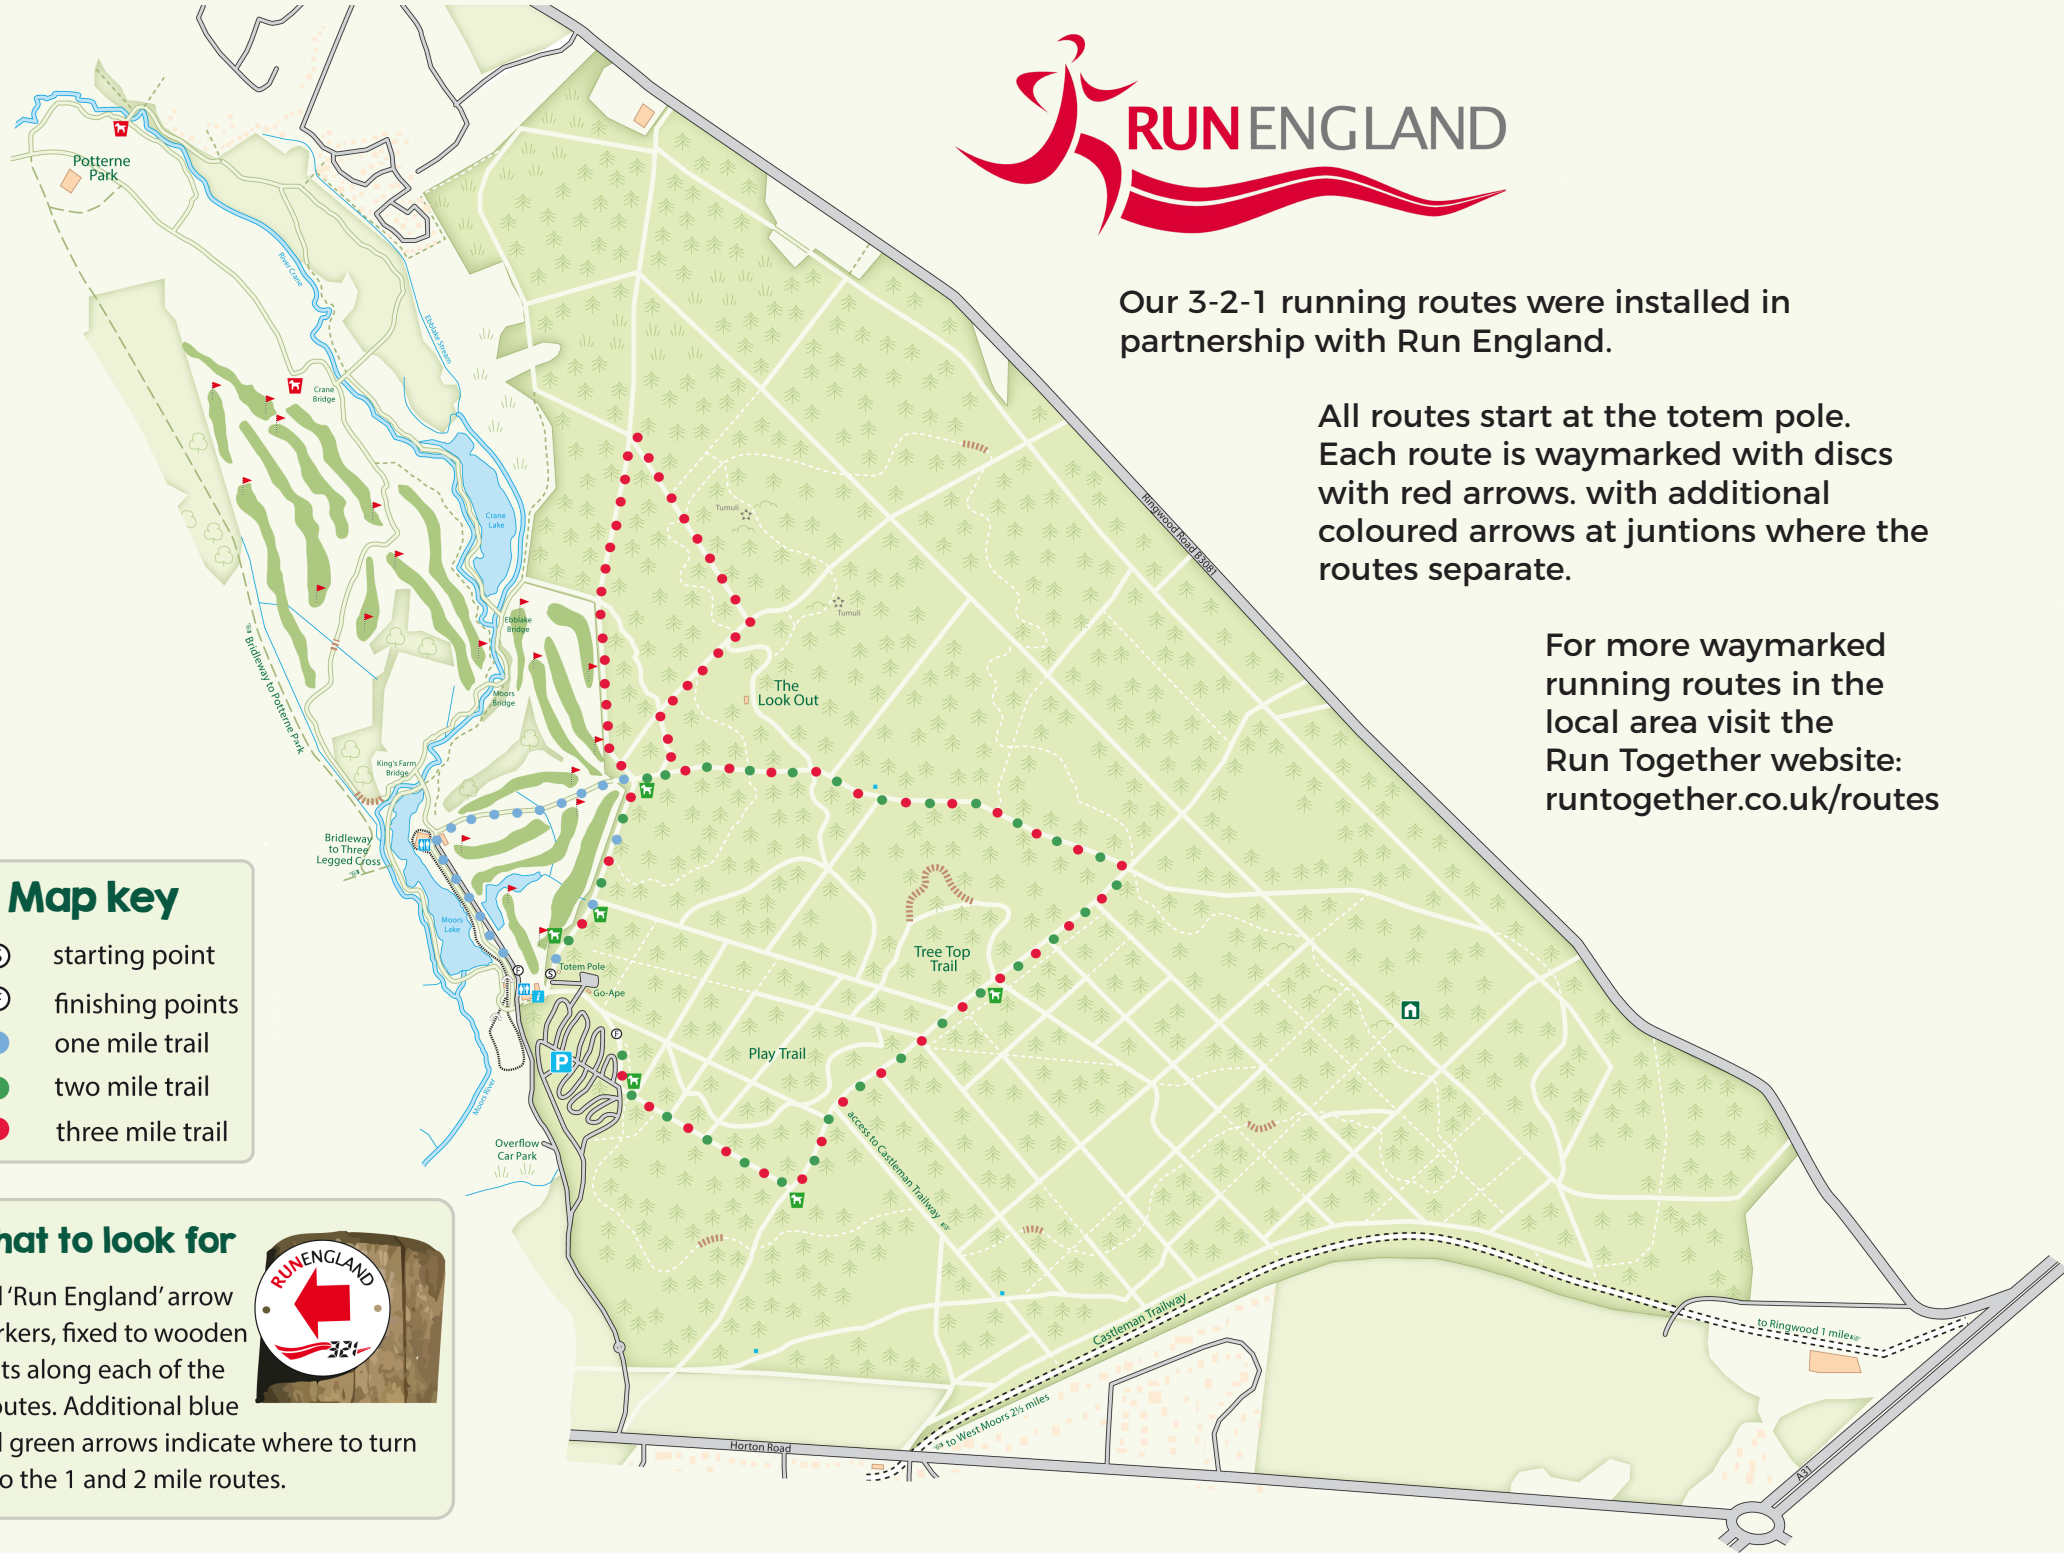 RUNENGLAND
Our 3-2-1 running routes were installed in
partnership with Run England.
All routes start at the totem pole.
Each route is waymarked with discs
with red arrows. with additional
coloured arrows at juntions where the
routes separate.
For more waymarked
running routes in the
local area visit the
Run Together website:
runtogether.co.uk/routes
Potterne
Park
River Crane
Ebblake Stream
Crane
Bridge
Crane
Lake
Ebblake
Bridge
Moors
Bridge
Bridleway to Potterne Park
King's Farm
Bridge
Bridleway
to Three
Legged Cross
Moors
Lake
Tumuli
Tumuli
The
Look Out
Ringwood Road B3081
Tree Top
Trail
F
S
Totem Pole
i
Go-Ape
F
P
Play Trail
Moors River
Overflow
Car Park
access to Castleman Trailway
Castleman Trailway
to West Moors 2½ miles
to Ringwood 1 mile
Horton Road
A31
Map key
S starting point
F finishing points
one mile trail
two mile trail
three mile trail
hat to look for
l 'Run England' arrow
rkers, fixed to wooden
ts along each of the
outes. Additional blue
l green arrows indicate where to turn
o the 1 and 2 mile routes.
RUNENGLAND
321